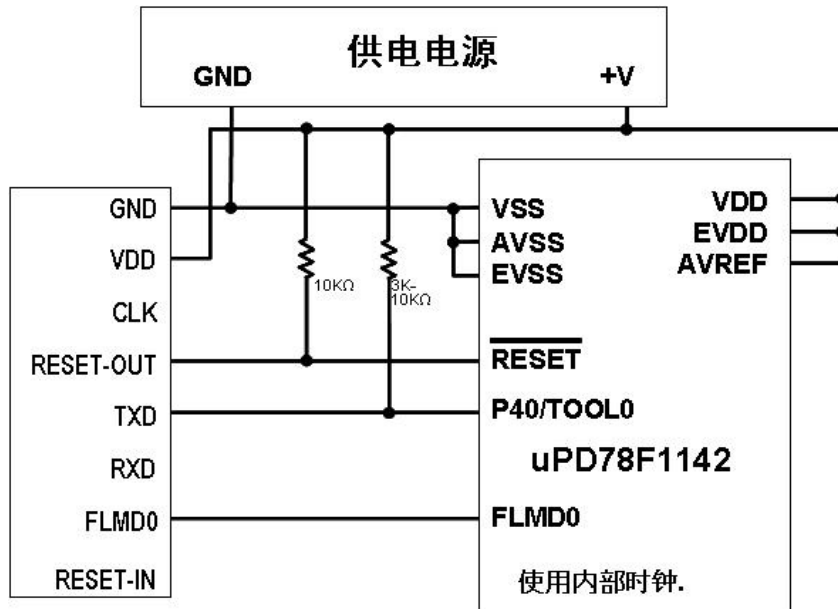 供电电源
GND
+V
GND
VDD
CLK
RESET-OUT
TXD
RXD
FLMD0
RESET-IN
10KΩ
3K-
10KΩ
VSS
AVSS
EVSS
RESET
P40/TOOL0
FLMD0
VDD
EVDD
AVREF
uPD78F1142
使用内部时钟.